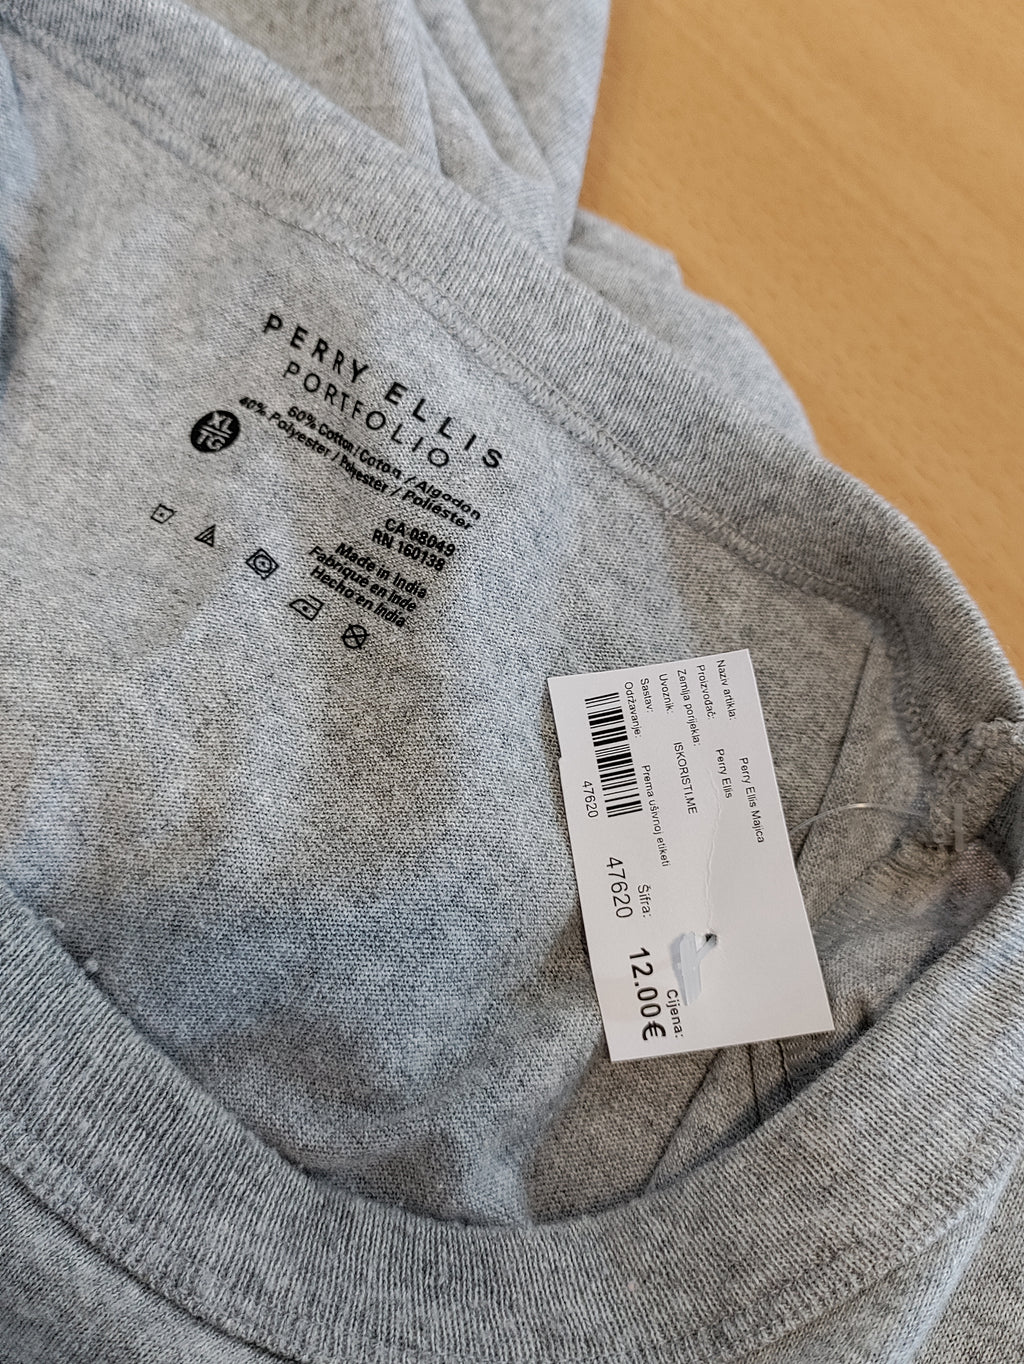 PERRY ELLIS
PORTFOLIO
XL
TG
60% Cotton / Coton / Algodon
40% Polyester / Polyester / Poliéster
CA 08049
RN 160138
Made in India
Fabriqué en Inde
Hecho en India
Naziv artikla: Perry Ellis Majica
Proizvođač: Perry Ellis
Zemlja porijekla:
Uvoznik: ISKORISTI.ME
Sastav:
Održavanje: Prema ušivnoj etiketi
47620
Šifra:
47620
Cijena:
12.00€